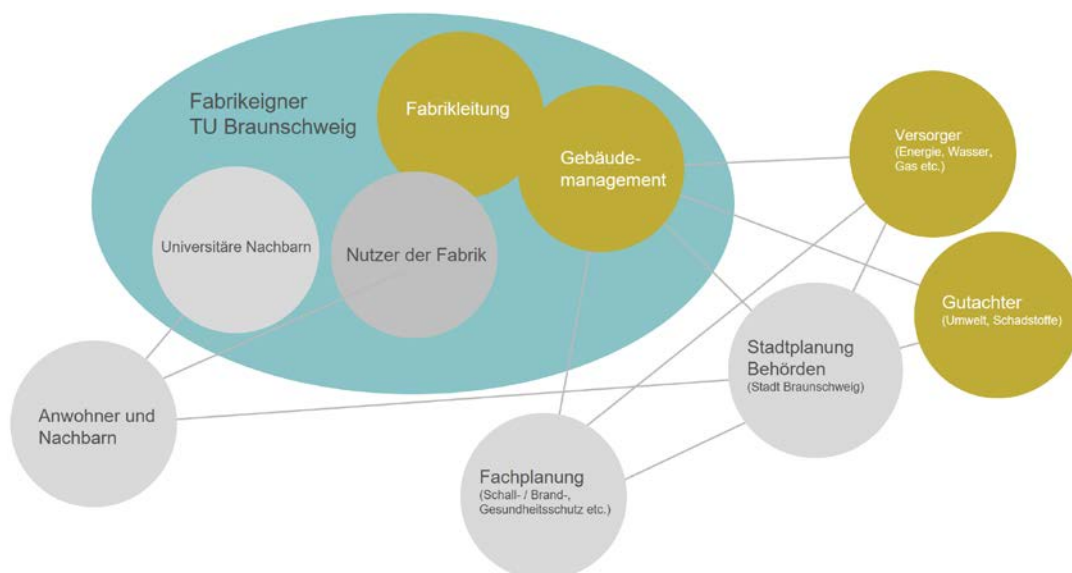 Fabrikeigner
TU Braunschweig
Fabrikleitung
Gebäude-
management
Versorger
(Energie, Wasser,
Gas etc.)
Universitäre Nachbarn
Nutzer der Fabrik
Gutachter
(Umwelt, Schadstoffe)
Stadtplanung
Behörden
(Stadt Braunschweig)
Anwohner und
Nachbarn
Fachplanung
(Schall- / Brand-,
Gesundheitsschutz etc.)